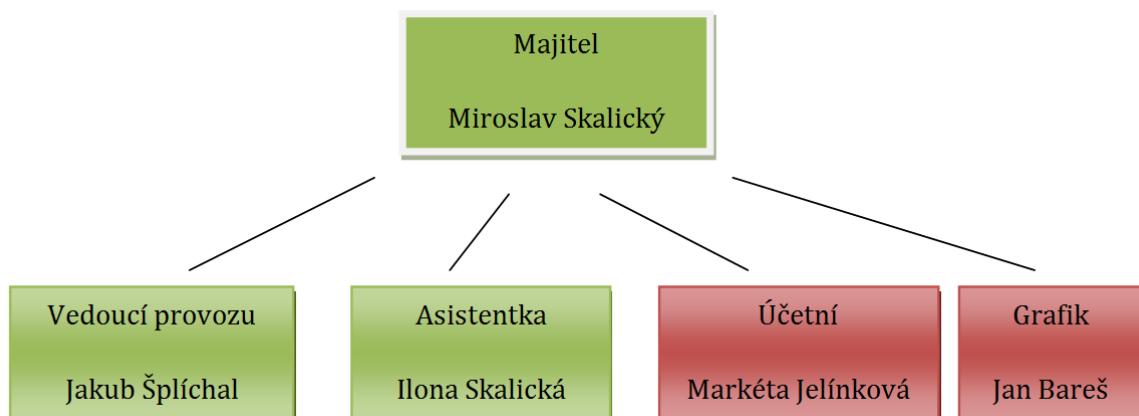 Majitel
Miroslav Skalický
Vedoucí provozu
Jakub Šplíchal
Asistentka
Ilona Skalická
Účetní
Markéta Jelínková
Grafik
Jan Bareš